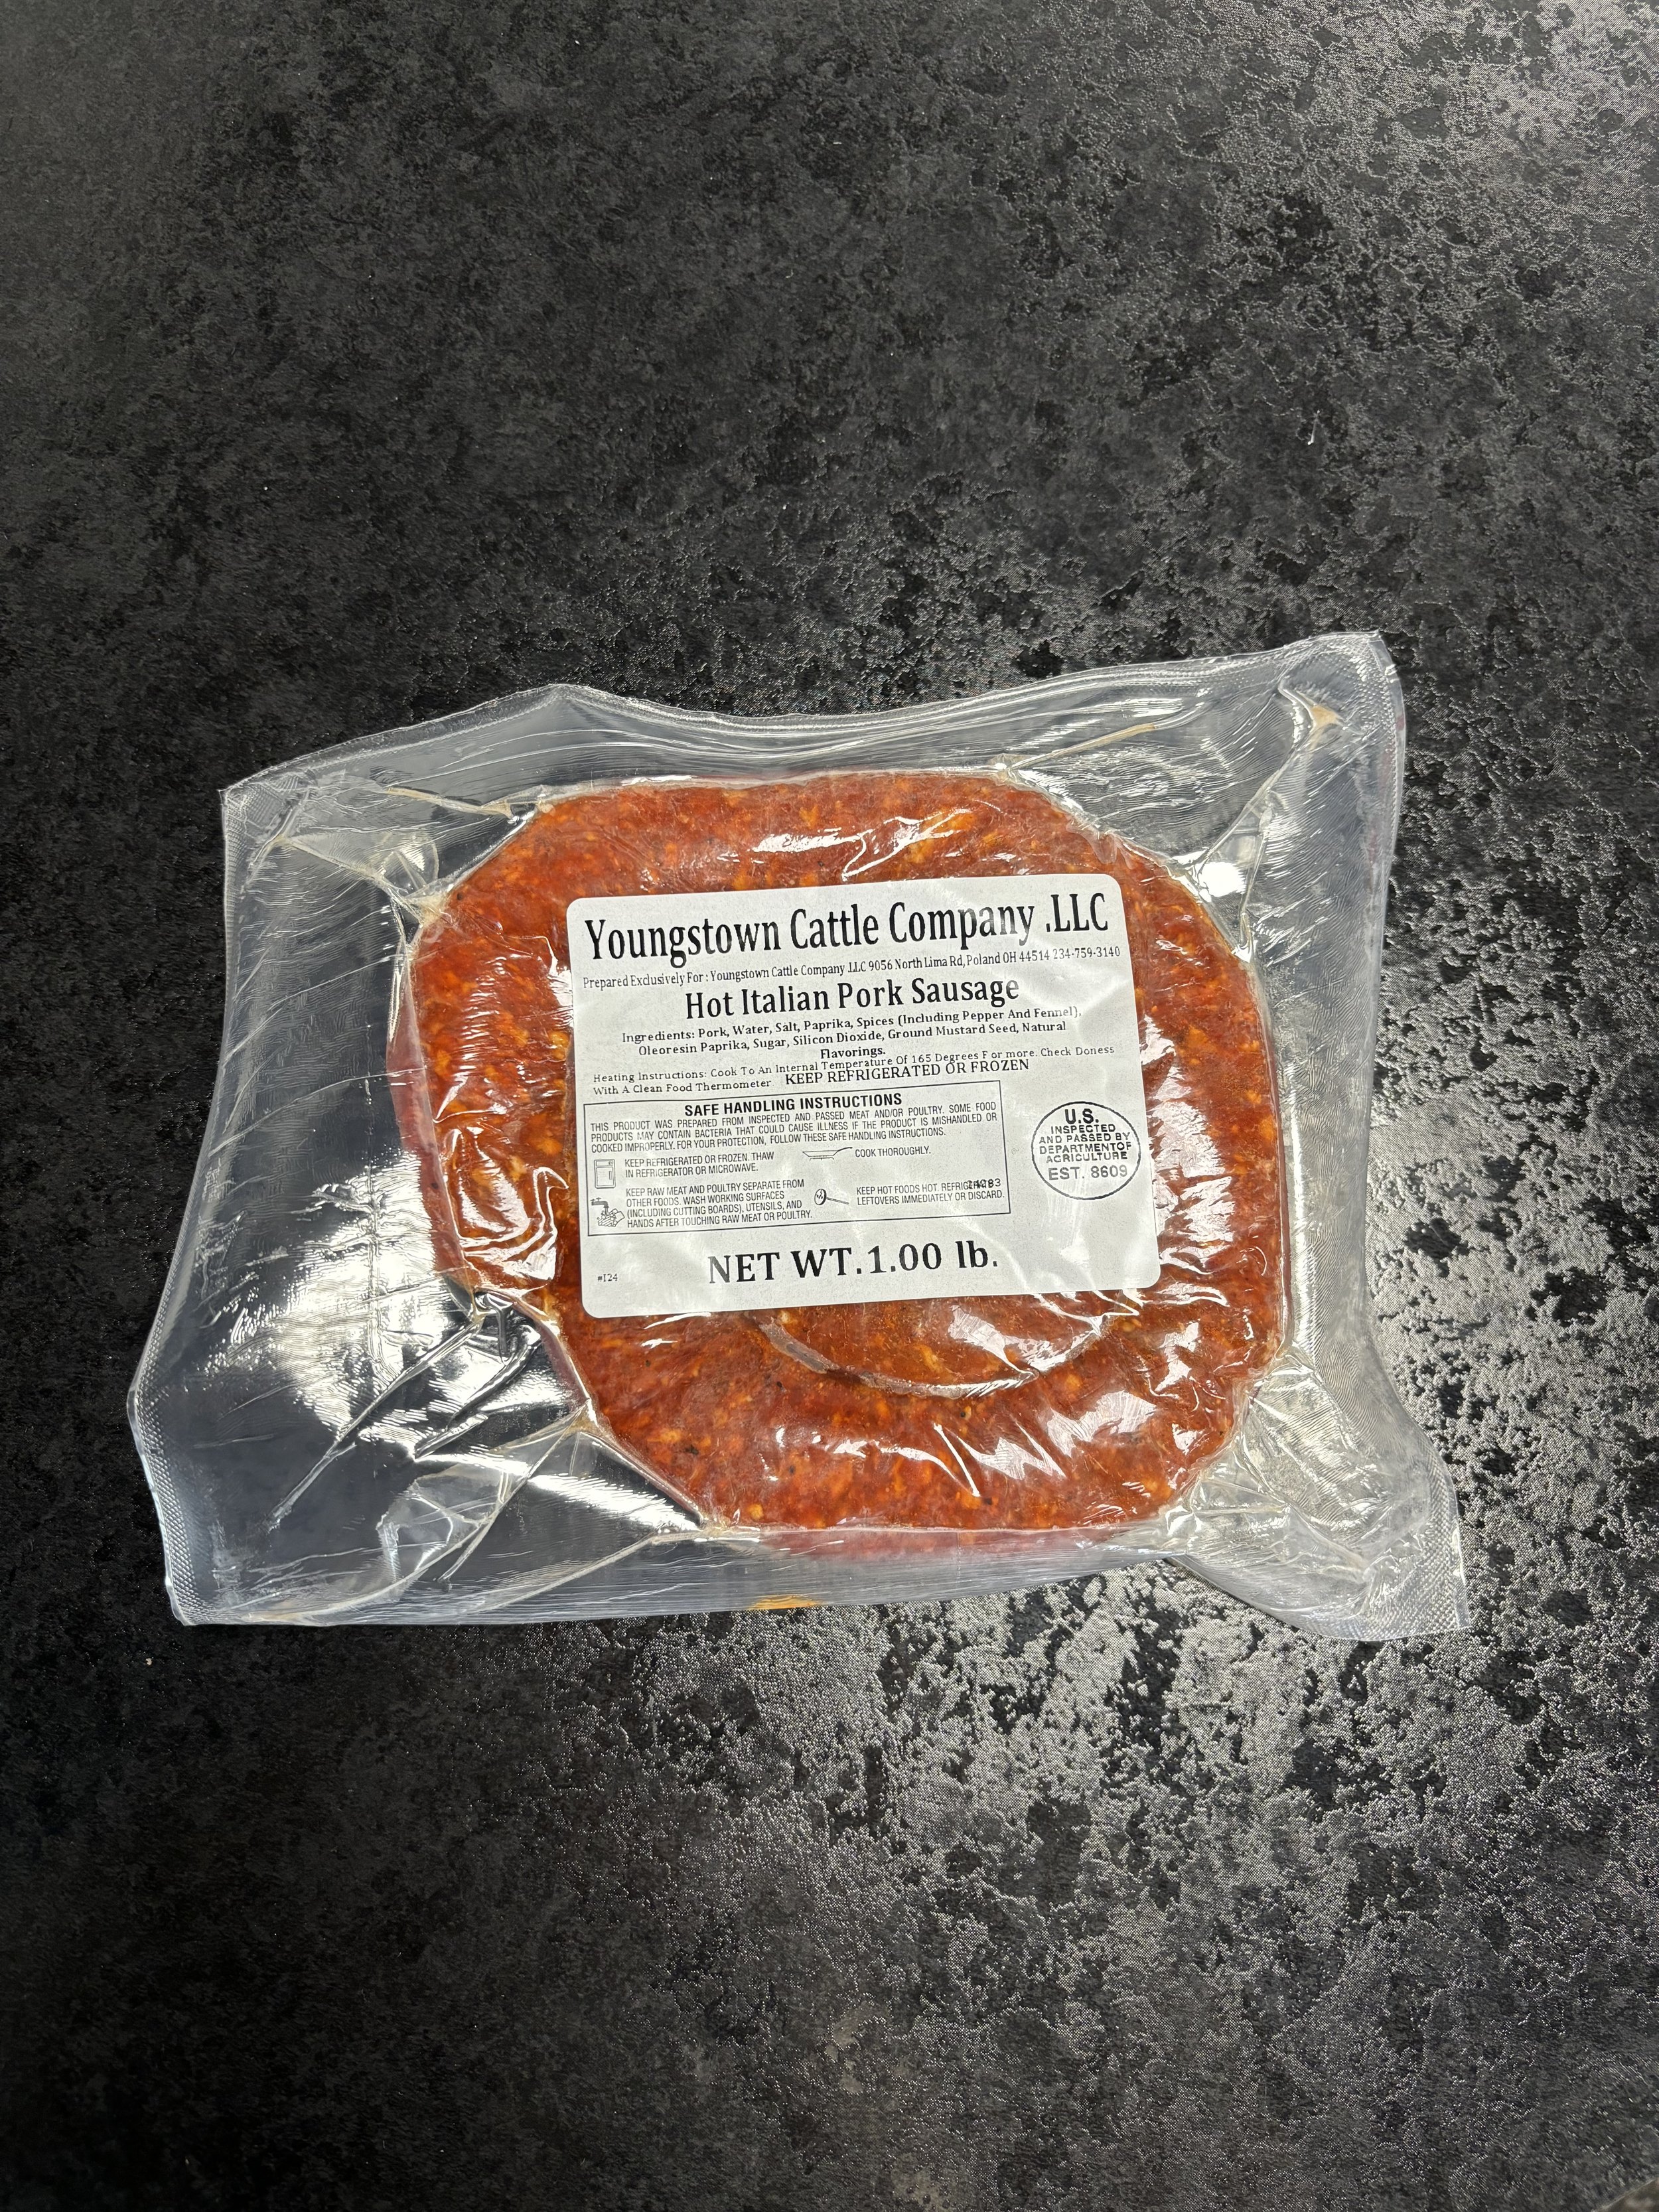 Youngstown Cattle Company .LLC
Prepared Exclusively For : Youngstown Cattle Company .LLC 9056 North Lima Rd, Poland OH 44514 234-759-3140
Hot Italian Pork Sausage
Ingredients: Pork, Water, Salt, Paprika, Spices (Including Pepper And Fennel),
Oleoresin Paprika, Sugar, Silicon Dioxide, Ground Mustard Seed, Natural
Flavorings.
Heating Instructions: Cook To An Internal Temperature Of 165 Degrees F or more. Check Doness
With A Clean Food Thermometer KEEP REFRIGERATED OR FROZEN
SAFE HANDLING INSTRUCTIONS
THIS PRODUCT WAS PREPARED FROM INSPECTED AND PASSED MEAT AND/OR POULTRY. SOME FOOD
PRODUCTS MAY CONTAIN BACTERIA THAT COULD CAUSE ILLNESS IF THE PRODUCT IS MISHANDLED OR
COOKED IMPROPERLY. FOR YOUR PROTECTION, FOLLOW THESE SAFE HANDLING INSTRUCTIONS.
KEEP REFRIGERATED OR FROZEN. THAW
IN REFRIGERATOR OR MICROWAVE.
COOK THOROUGHLY.
KEEP RAW MEAT AND POULTRY SEPARATE FROM
OTHER FOODS. WASH WORKING SURFACES
(INCLUDING CUTTING BOARDS), UTENSILS, AND
HANDS AFTER TOUCHING RAW MEAT OR POULTRY.
KEEP HOT FOODS HOT.
LEFTOVERS IMMEDIATELY OR DISCARD.
U.S.
INSPECTED
AND PASSED BY
DEPARTMENT OF
AGRICULTURE
EST. 8609
NET WT. 1.00 lb.
#124